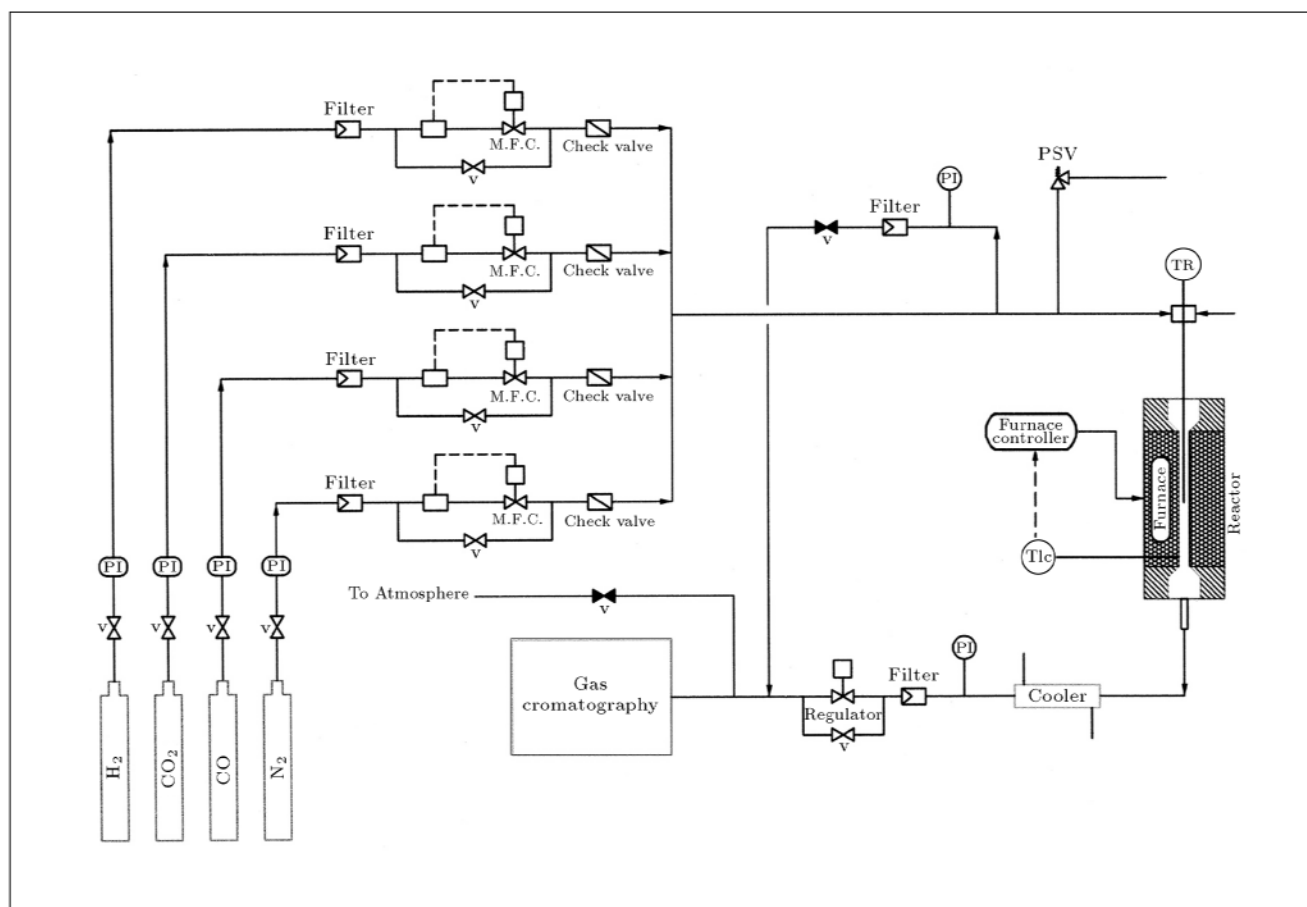 Filter
M.F.C.
Check valve
v
PSV
PI
Filter
v
Filter
M.F.C.
Check valve
v
TR
Filter
M.F.C.
Check valve
v
Furnace
controller
Furnace
Reactor
Filter
M.F.C.
Check valve
v
Tlc
PI
PI
PI
PI
To Atmosphere
v
v
v
v
v
Gas
cromatography
PI
Filter
Regulator
v
Cooler
H2
CO2
CO
N2